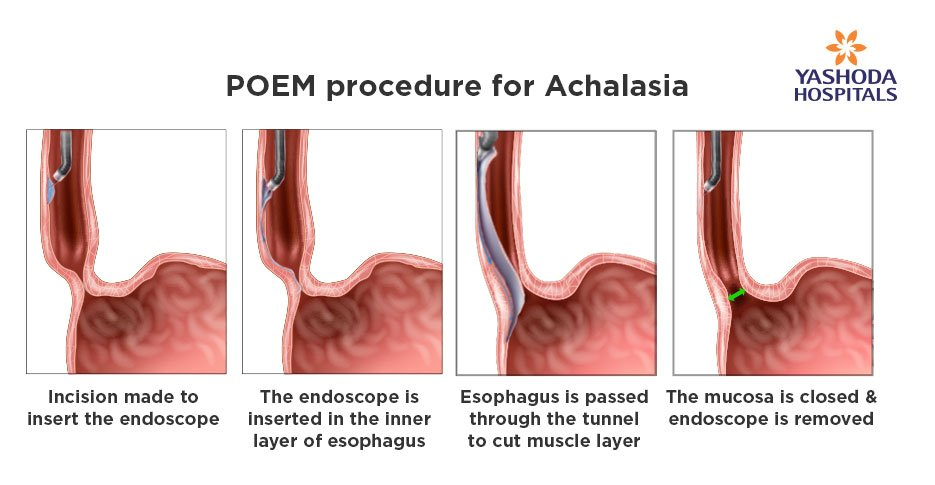 YASHODA
HOSPITALS
POEM procedure for Achalasia
Incision made to
insert the endoscope
The endoscope is
inserted in the inner
layer of esophagus
Esophagus is passed
through the tunnel
to cut muscle layer
The mucosa is closed &
endoscope is removed